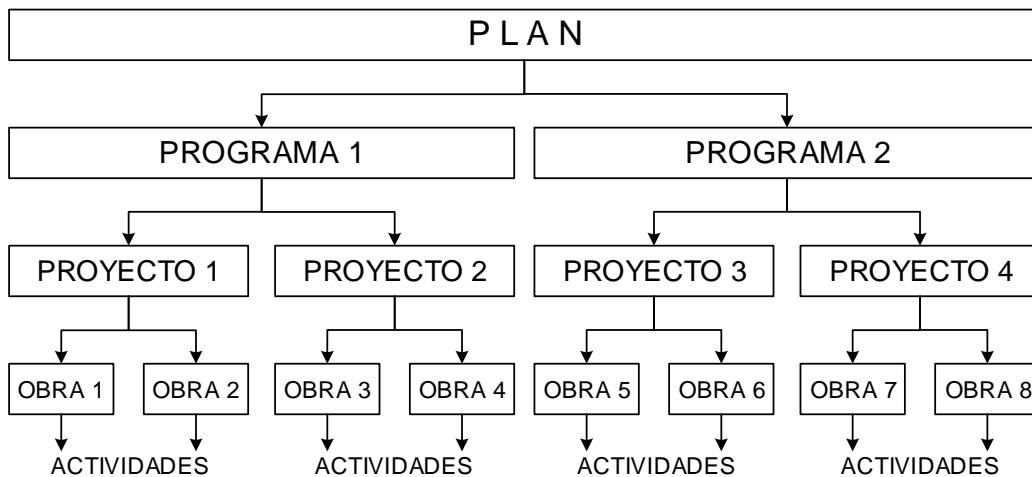 PLAN
PROGRAMA 1 PROGRAMA 2
PROYECTO 1 PROYECTO 2 PROYECTO 3 PROYECTO 4
OBRA 1 OBRA 2 OBRA 3 OBRA 4 OBRA 5 OBRA 6 OBRA 7 OBRA 8
ACTIVIDADES ACTIVIDADES ACTIVIDADES ACTIVIDADES